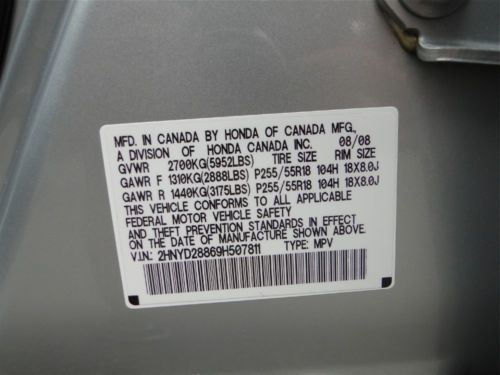 MFD. IN CANADA BY HONDA OF CANADA MFG.,
A DIVISION OF HONDA CANADA INC. 08/08
GVWR 2700KG(5952LBS) TIRE SIZE RIM SIZE
GAWR F 1310KG(2888LBS) P255/55R18 104H 18X8.0J
GAWR R 1440KG(3175LBS) P255/55R18 104H 18X8.0J
THIS VEHICLE CONFORMS TO ALL APPLICABLE
FEDERAL MOTOR VEHICLE SAFETY
AND THEFT PREVENTION STANDARDS IN EFFECT
ON THE DATE OF MANUFACTURE SHOWN ABOVE.
V.I.N.: 2HNYD28869H507811 TYPE: MPV